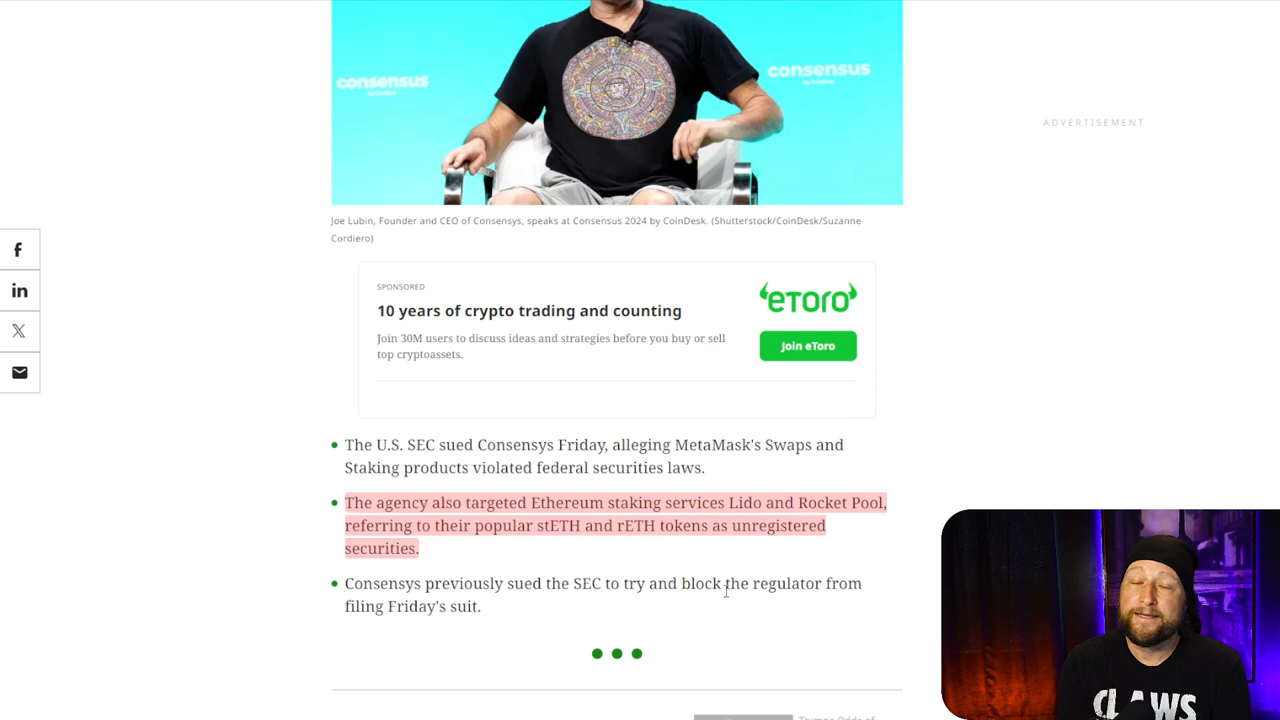 consensus
consensus
ADVERTISEMENT
Joe Lubin, Founder and CEO of Consensys, speaks at Consensus 2024 by CoinDesk. (Shutterstock/CoinDesk/Suzanne
Cordiero)
SPONSORED
10 years of crypto trading and counting
Join 30M users to discuss ideas and strategies before you buy or sell
top cryptoassets.
eToro
Join eToro
The U.S. SEC sued Consensys Friday, alleging MetaMask's Swaps and
Staking products violated federal securities laws.
The agency also targeted Ethereum staking services Lido and Rocket Pool,
referring to their popular stETH and rETH tokens as unregistered
securities.
Consensys previously sued the SEC to try and block the regulator from
filing Friday's suit.
CLAWS